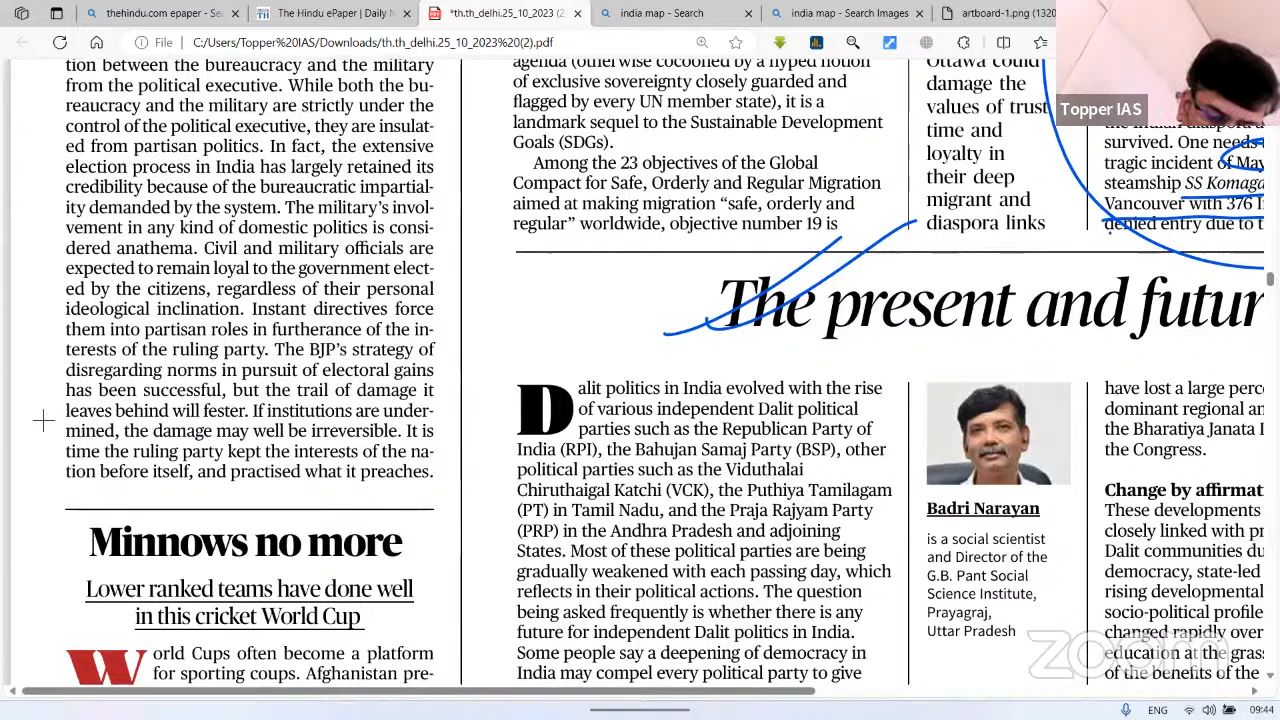 thehindu.com epaper - Se
The Hindu ePaper | Daily N
*th.th_delhi.25_10_2023 (2).
india map - Search
india map - Search Images
artboard-1.png (1320
File
C:/Users/Topper%20IAS/Downloads/th.th_delhi.25_10_2023%20(2).pdf
Topper IAS
tion between the bureaucracy and the military
from the political executive. While both the bu-
reaucracy and the military are strictly under the
control of the political executive, they are insulat-
ed from partisan politics. In fact, the extensive
election process in India has largely retained its
credibility because of the bureaucratic impartial-
ity demanded by the system. The military's invol-
vement in any kind of domestic politics is consi-
dered anathema. Civil and military officials are
expected to remain loyal to the government elect-
ed by the citizens, regardless of their personal
ideological inclination. Instant directives force
them into partisan roles in furtherance of the in-
terests of the ruling party. The BJP's strategy of
disregarding norms in pursuit of electoral gains
has been successful, but the trail of damage it
leaves behind will fester. If institutions are under-
mined, the damage may well be irreversible. It is
time the ruling party kept the interests of the na-
tion before itself, and practised what it preaches.
Minnows no more
Lower ranked teams have done well
in this cricket World Cup
World Cups often become a platform
for sporting coups. Afghanistan pre-
agenda (otherwise cocooned by a hyped notion
of exclusive sovereignty closely guarded and
flagged by every UN member state), it is a
landmark sequel to the Sustainable Development
Goals (SDGs).
Among the 23 objectives of the Global
Compact for Safe, Orderly and Regular Migration
aimed at making migration "safe, orderly and
regular" worldwide, objective number 19 is
Ottawa could
damage the
values of trust,
time and
loyalty in
their deep
migrant and
diaspora links
the Indian diaspora
survived. One needs
tragic incident of May
steamship SS Komaga
Vancouver with 376 I
denied entry due to t
The present and futur
Dalit politics in India evolved with the rise
of various independent Dalit political
parties such as the Republican Party of
India (RPI), the Bahujan Samaj Party (BSP), other
political parties such as the Viduthalai
Chiruthaigal Katchi (VCK), the Puthiya Tamilagam
(PT) in Tamil Nadu, and the Praja Rajyam Party
(PRP) in the Andhra Pradesh and adjoining
States. Most of these political parties are being
gradually weakened with each passing day, which
reflects in their political actions. The question
being asked frequently is whether there is any
future for independent Dalit politics in India.
Some people say a deepening of democracy in
India may compel every political party to give
Badri Narayan
is a social scientist
and Director of the
G.B. Pant Social
Science Institute,
Prayagraj,
Uttar Pradesh
have lost a large perc
dominant regional an
the Bharatiya Janata
the Congress.
Change by affirmat
These developments
closely linked with pr
Dalit communities du
democracy, state-led
rising developmental
socio-political profile
changed rapidly over
education at the gras
of the benefits of the
zoom
ENG
09:44